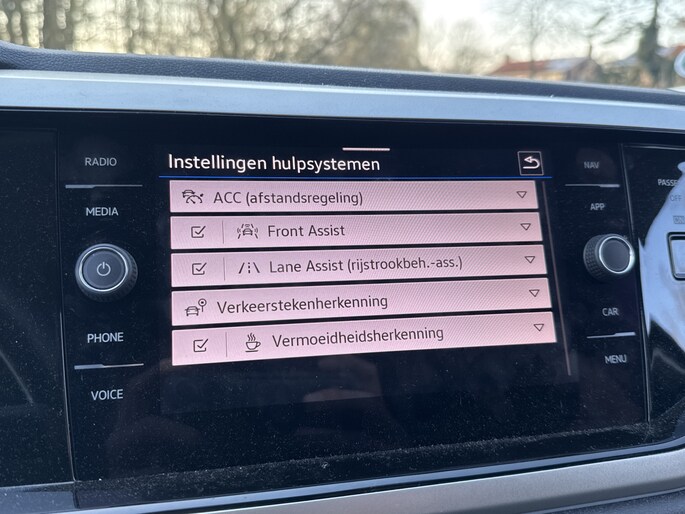 RADIO
MEDIA
PHONE
VOICE
Instellingen hulpsystemen
ACC (afstandsregeling)
Front Assist
Lane Assist (rijstrookbeh.-ass.)
Verkeerstekenherkenning
Vermoeidheidsherkenning
NAV
APP
CAR
MENU
OFF